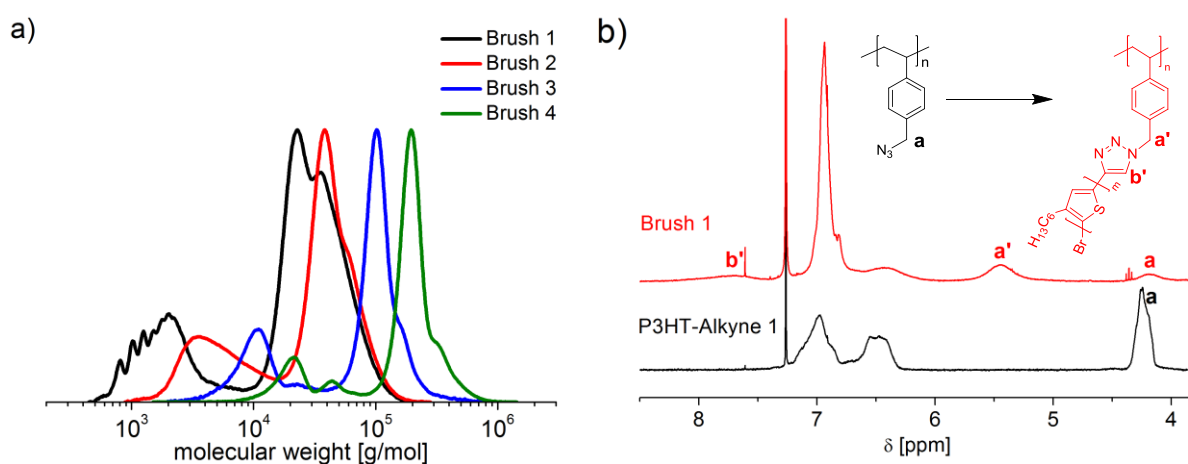 a)
Brush 1
Brush 2
Brush 3
Brush 4
10³ 10⁴ 10⁵ 10⁶
molecular weight [g/mol]
b)
n
N₃ a
n
N N N a'
b'
m
S
H₁₃C₆
Br
Brush 1
b' a' a
P3HT-Alkyne 1
a
8 7 6 5 4
δ [ppm]